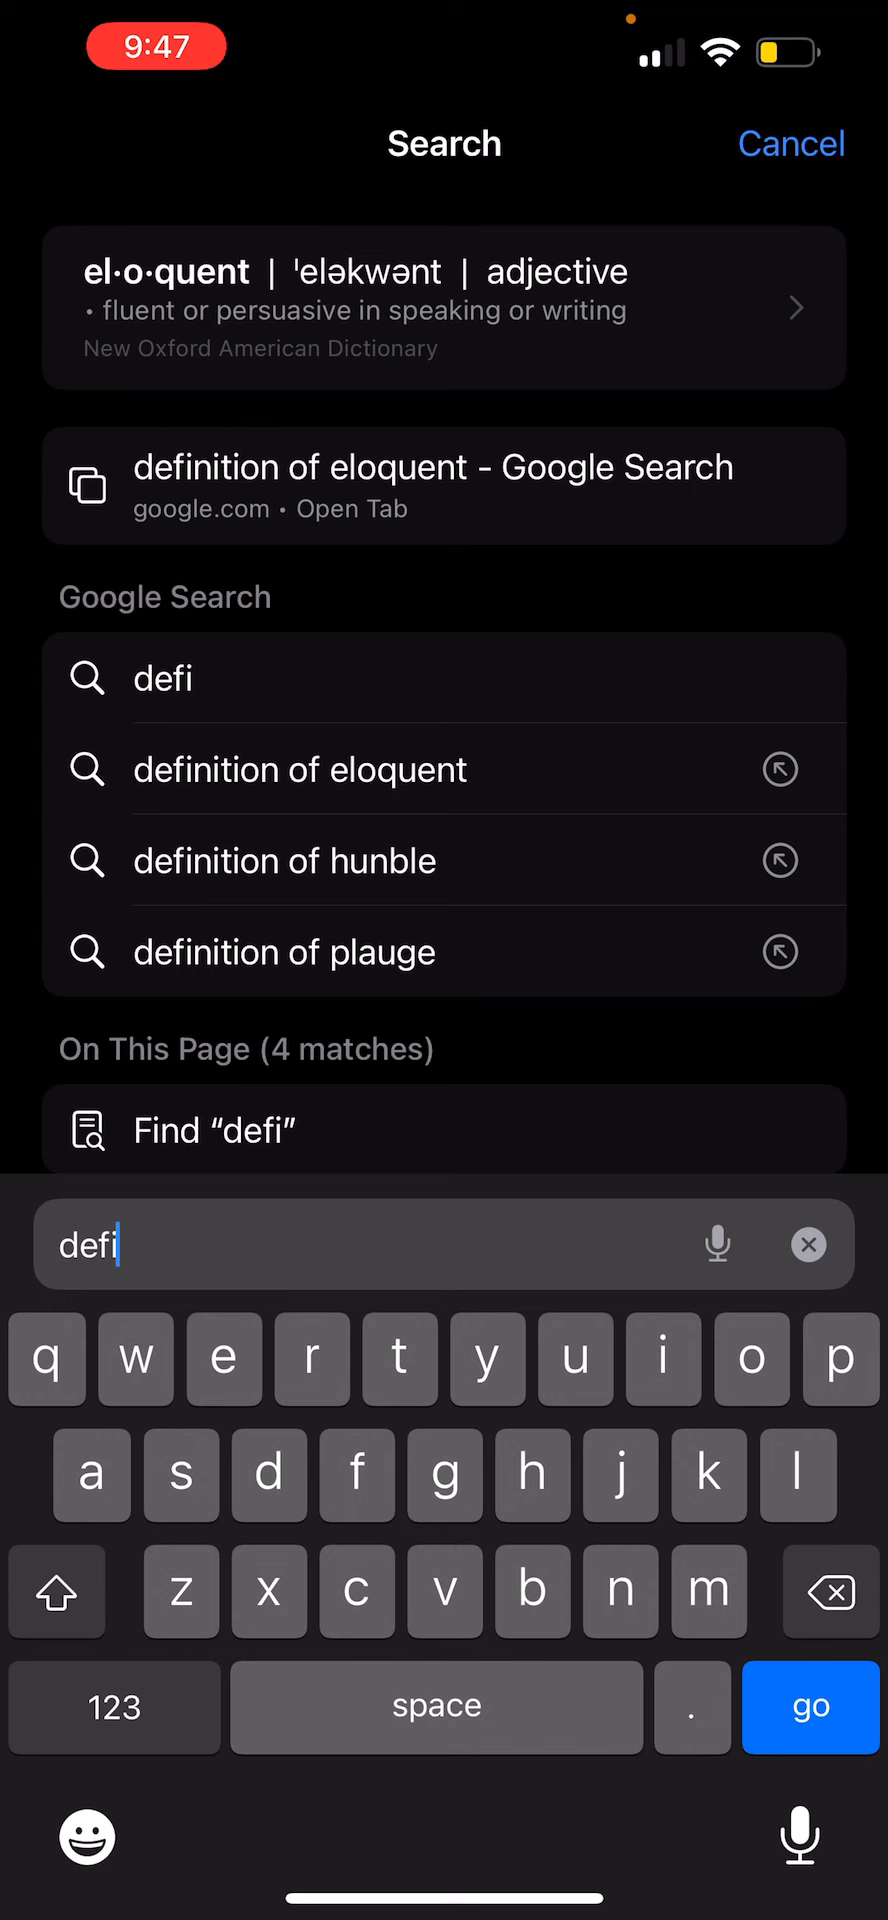 9:47
Search
Cancel
el·o·quent | ˈeləkwənt | adjective
• fluent or persuasive in speaking or writing
New Oxford American Dictionary
definition of eloquent - Google Search
google.com • Open Tab
Google Search
defi
definition of eloquent
definition of hunble
definition of plauge
On This Page (4 matches)
Find “defi”
defi
q w e r t y u i o p
a s d f g h j k l
z x c v b n m
123 space . go